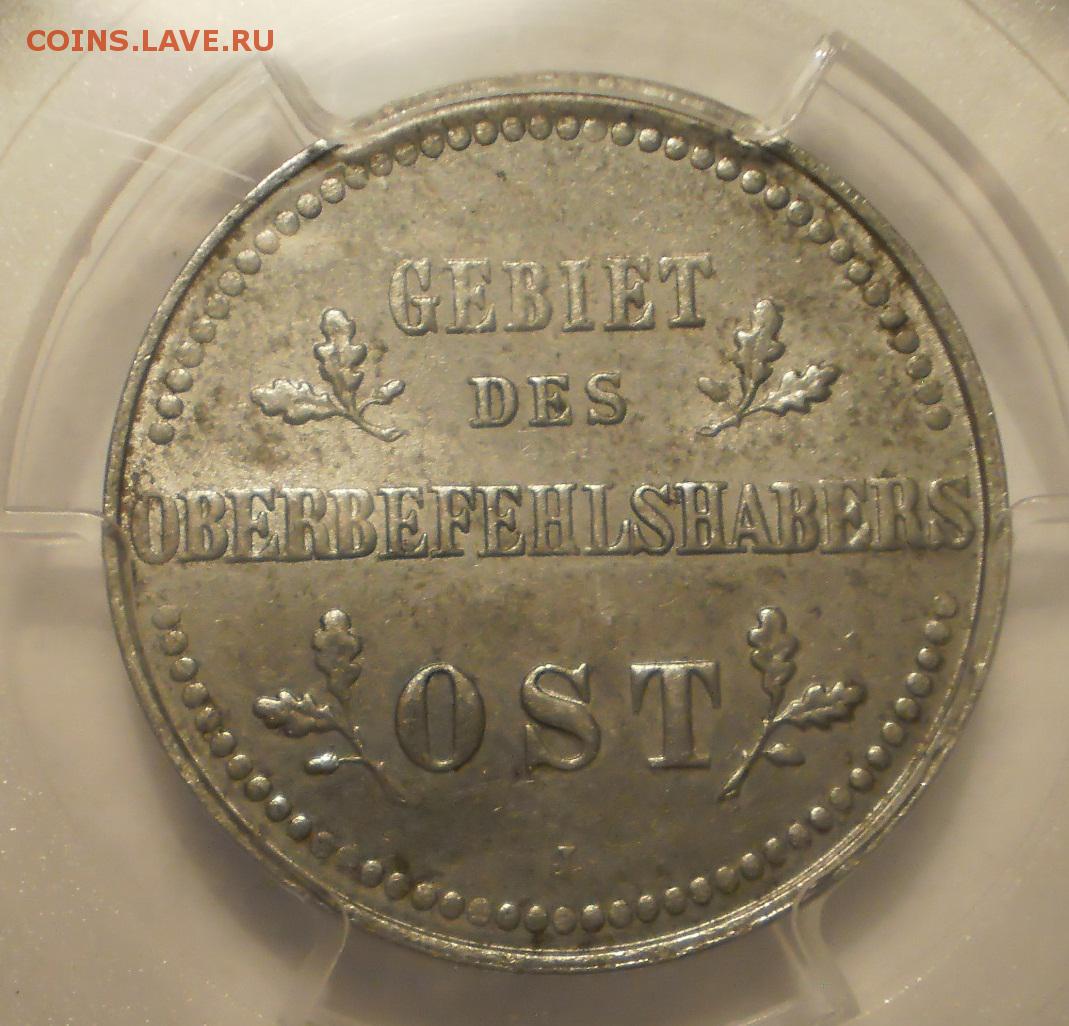 COINS.LAVE.RU
GEBIET
DES
OBERBEFEHLSHABERS
OST